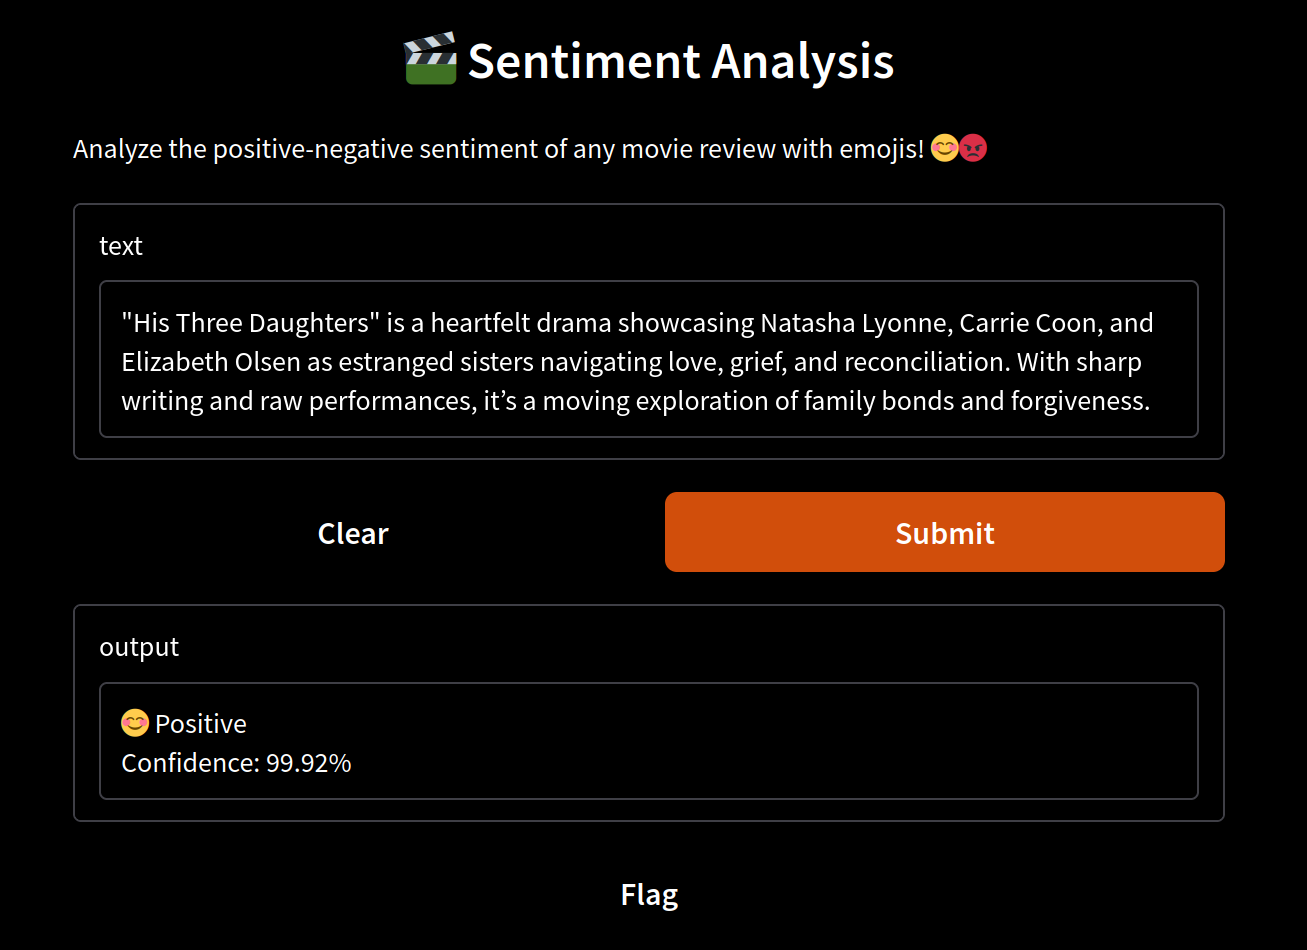 🎬 Sentiment Analysis
Analyze the positive-negative sentiment of any movie review with emojis! 😊😡
text
"His Three Daughters" is a heartfelt drama showcasing Natasha Lyonne, Carrie Coon, and
Elizabeth Olsen as estranged sisters navigating love, grief, and reconciliation. With sharp
writing and raw performances, it’s a moving exploration of family bonds and forgiveness.
Clear
Submit
output
😊 Positive
Confidence: 99.92%
Flag